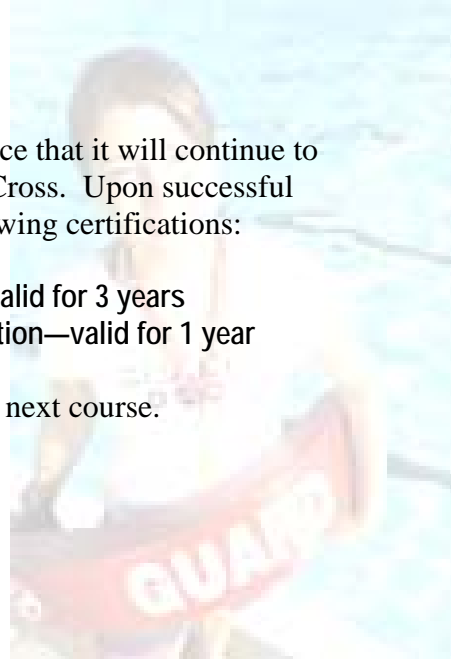 ce that it will continue to
Cross. Upon successful
wing certifications:
alid for 3 years
tion—valid for 1 year
next course.
GUARD